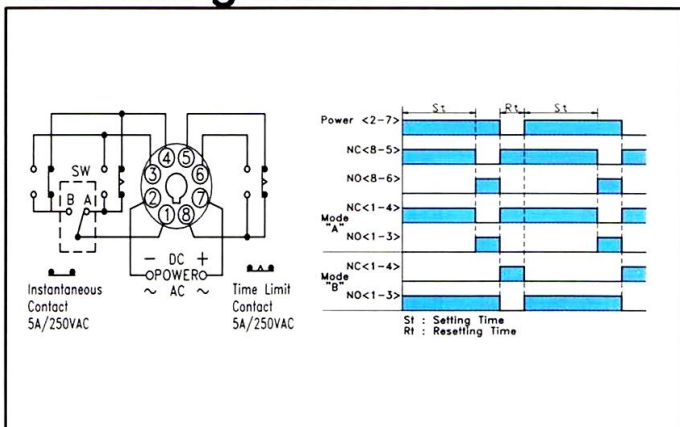 SW
B A
1
2
3
4
5
6
7
8
− DC +
POWER
~ AC ~
Instantaneous
Contact
5A/250VAC
Time Limit
Contact
5A/250VAC
St Rt St
Power <2-7>
NC<8-5>
NO<8-6>
Mode "A"
NC<1-4>
NO<1-3>
Mode "B"
NC<1-4>
NO<1-3>
St : Setting Time
Rt : Resetting Time